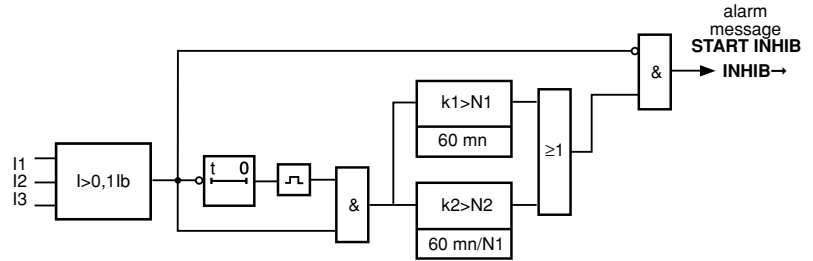 alarm
message
START INHIB
INHIB→
&
k1>N1
60 mn
≥1
I1
I2
I3
I>0,1Ib
t 0
&
k2>N2
60 mn/N1